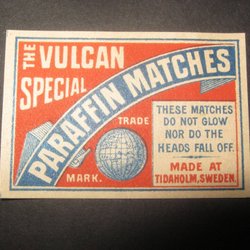 THE VULCAN
SPECIAL
PARAFFIN MATCHES
TRADE
MARK.
THESE MATCHES
DO NOT GLOW
NOR DO THE
HEADS FALL OFF.
MADE AT
TIDAHOLM, SWEDEN.